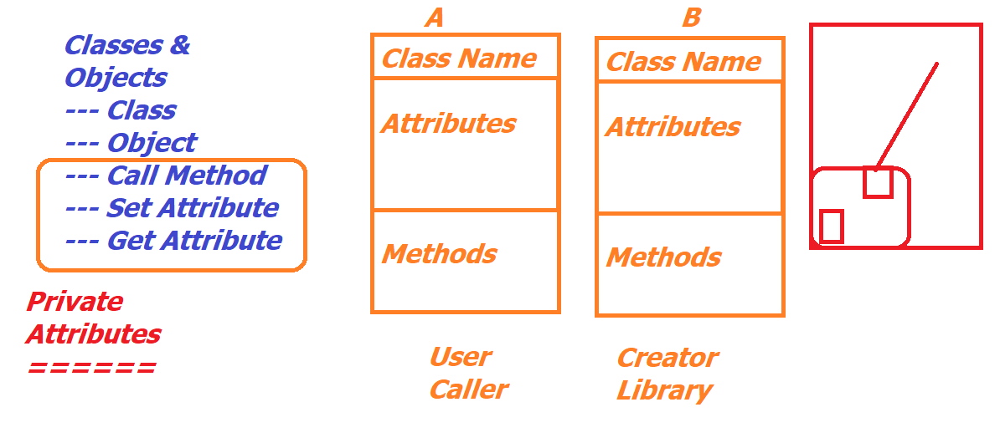 Classes &
Objects
--- Class
--- Object
--- Call Method
--- Set Attribute
--- Get Attribute
Private
Attributes
======
A
Class Name
Attributes
Methods
User
Caller
B
Class Name
Attributes
Methods
Creator
Library